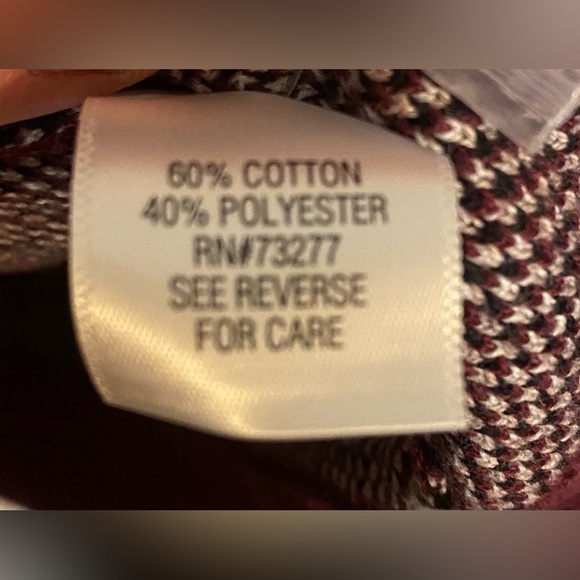 60% COTTON
40% POLYESTER
RN#73277
SEE REVERSE
FOR CARE